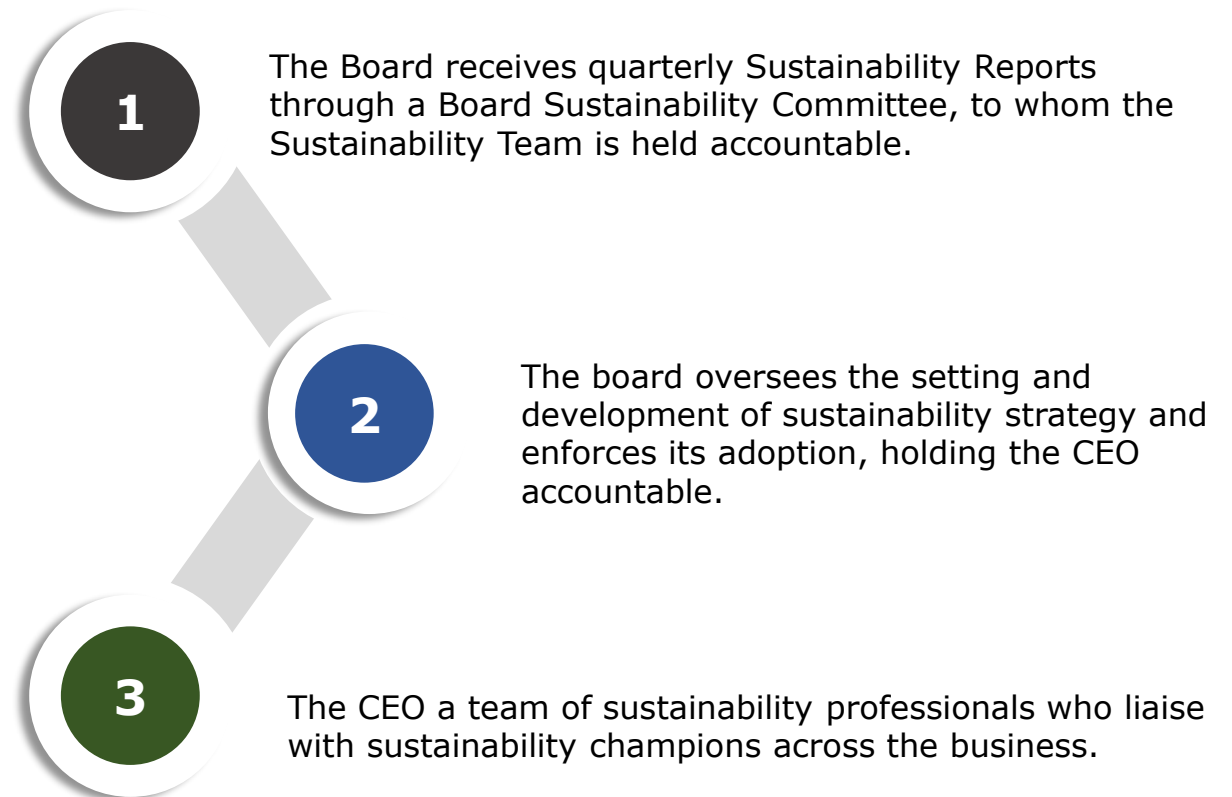 1
The Board receives quarterly Sustainability Reports
through a Board Sustainability Committee, to whom the
Sustainability Team is held accountable.
2
The board oversees the setting and
development of sustainability strategy and
enforces its adoption, holding the CEO
accountable.
3
The CEO a team of sustainability professionals who liaise
with sustainability champions across the business.